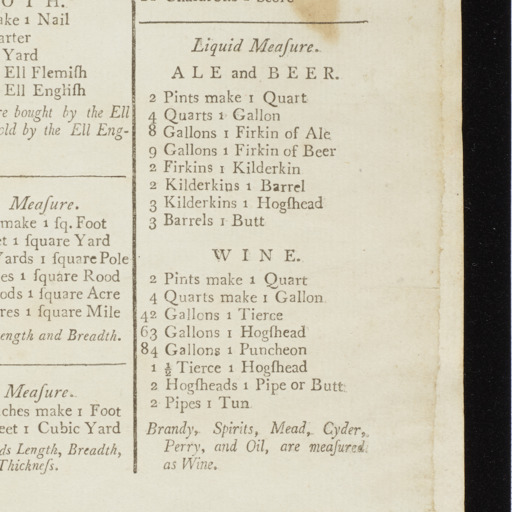 O T H.
ake 1 Nail
arter
Yard
Ell Flemiſh
Ell Engliſh
re bought by the Ell
old by the Ell Eng-
Meaſure.
make 1 ſq. Foot
et 1 ſquare Yard
Yards 1 ſquare Pole
es 1 ſquare Rood
ods 1 ſquare Acre
res 1 ſquare Mile
ength and Breadth.
Meaſure.
ches make 1 Foot
eet 1 Cubic Yard
ds Length, Breadth,
Thickneſs.
1 Score
Liquid Meaſure.
ALE and BEER.
2 Pints make 1 Quart
4 Quarts 1 Gallon
8 Gallons 1 Firkin of Ale
9 Gallons 1 Firkin of Beer
2 Firkins 1 Kilderkin
2 Kilderkins 1 Barrel
3 Kilderkins 1 Hogſhead
3 Barrels 1 Butt
WINE.
2 Pints make 1 Quart
4 Quarts make 1 Gallon
42 Gallons 1 Tierce
63 Gallons 1 Hogſhead
84 Gallons 1 Puncheon
1 ½ Tierce 1 Hogſhead
2 Hogſheads 1 Pipe or Butt
2 Pipes 1 Tun
Brandy, Spirits, Mead, Cyder,
Perry, and Oil, are meaſured
as Wine.